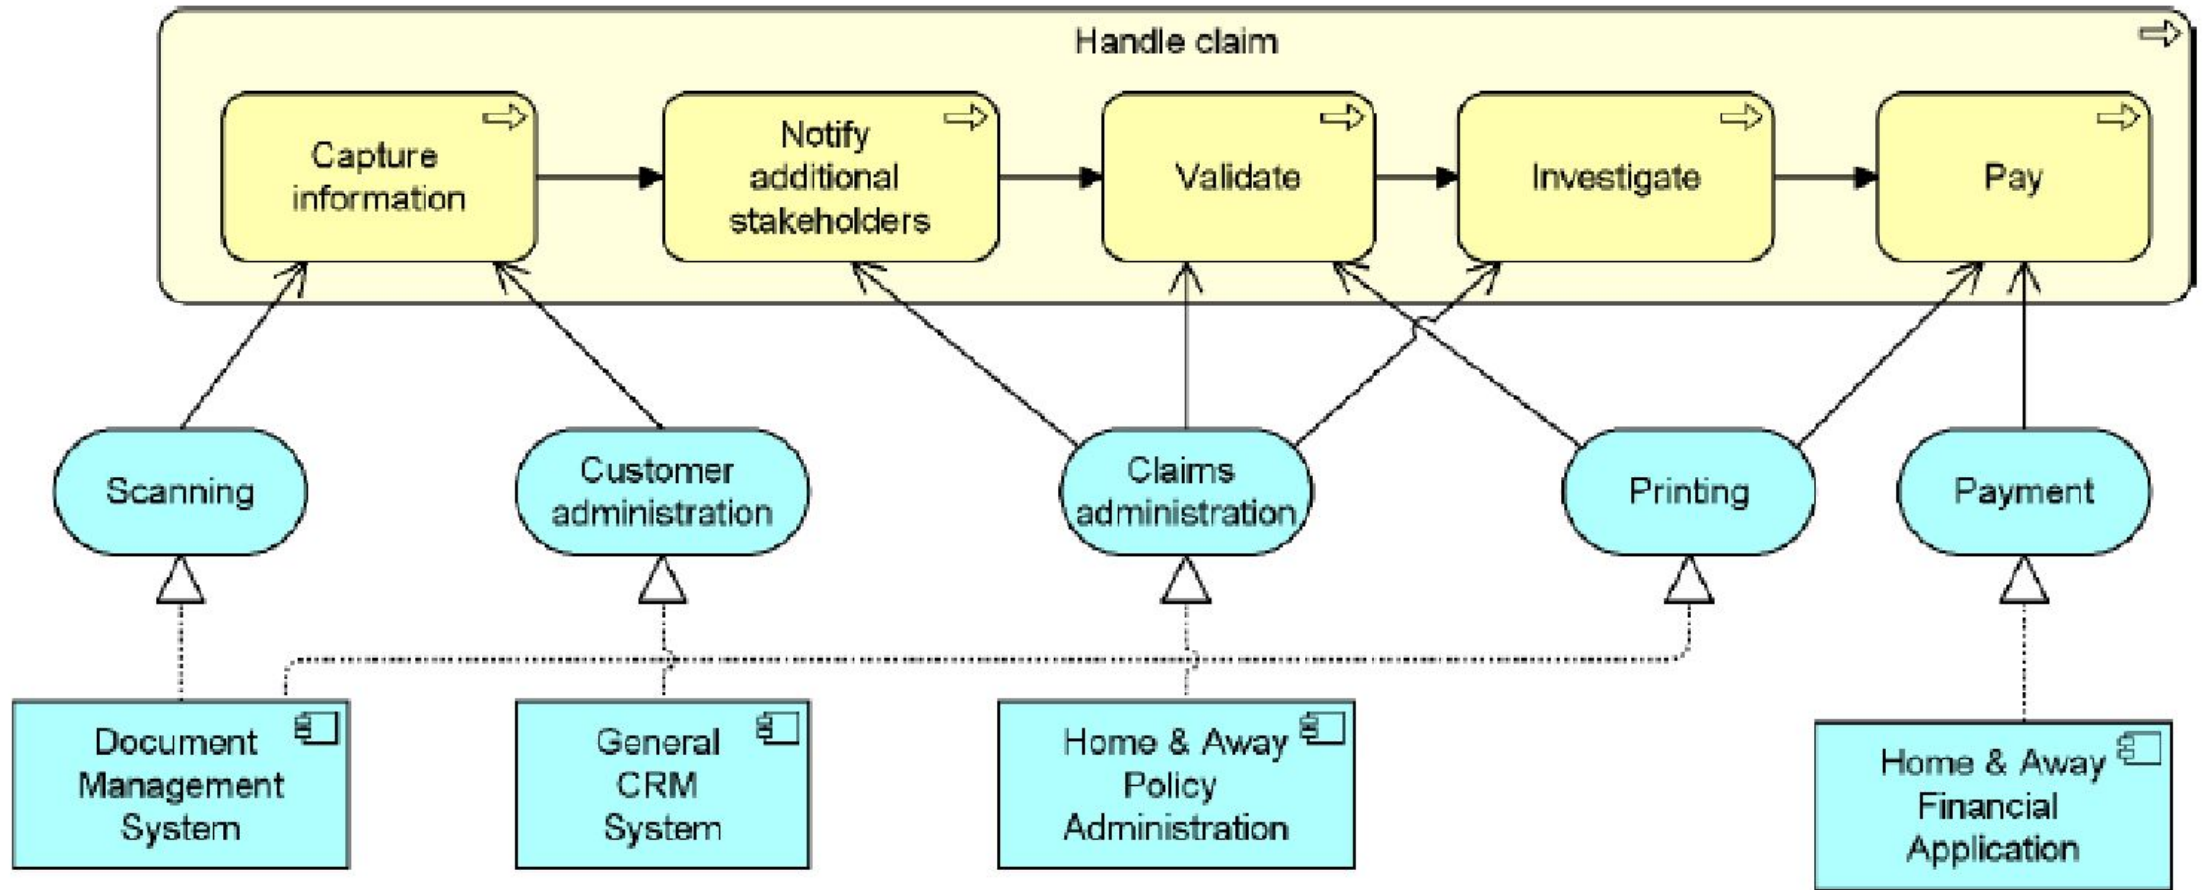 Handle claim
Capture
information
Notify
additional
stakeholders
Validate
Investigate
Pay
Scanning
Customer
administration
Claims
administration
Printing
Payment
Document
Management
System
General
CRM
System
Home & Away
Policy
Administration
Home & Away
Financial
Application